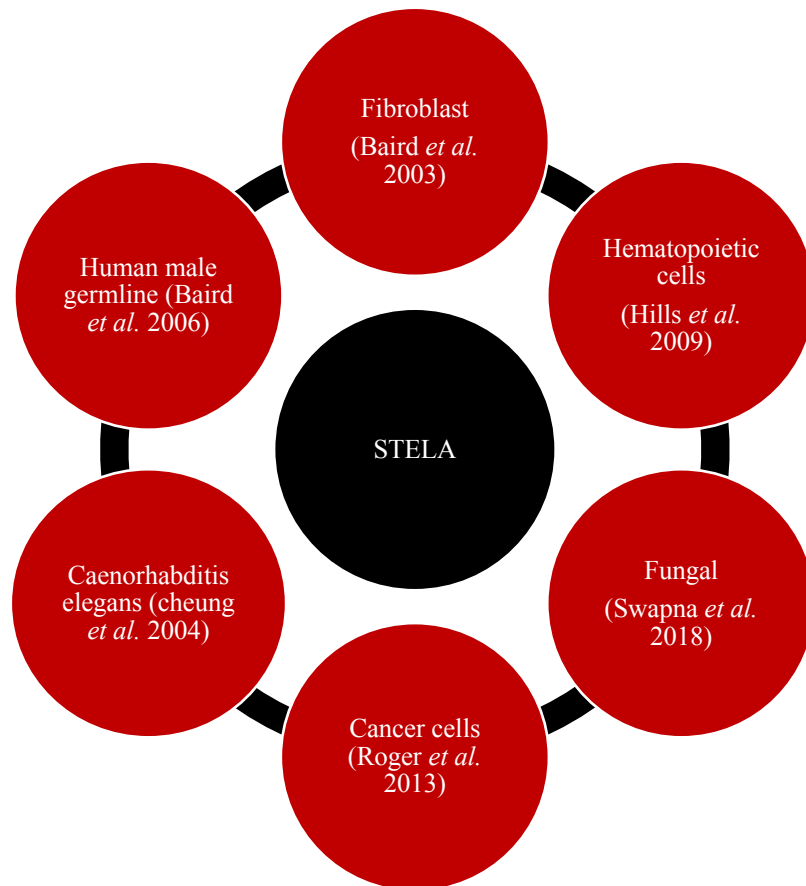 Fibroblast
(Baird et al.
2003)
Hematopoietic
cells
(Hills et al.
2009)
Fungal
(Swapna et al.
2018)
Cancer cells
(Roger et al.
2013)
Caenorhabditis
elegans (cheung
et al. 2004)
Human male
germline (Baird
et al. 2006)
STELA